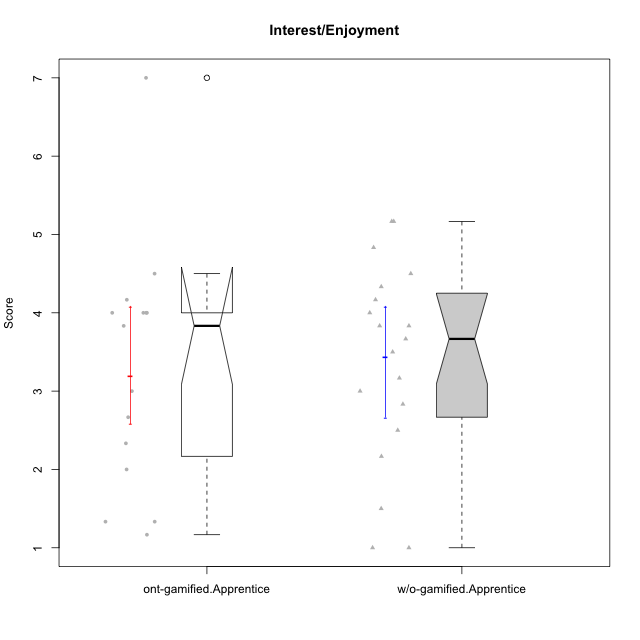 Interest/Enjoyment
7
6
5
4
3
2
1
Score
ont-gamified.Apprentice
w/o-gamified.Apprentice